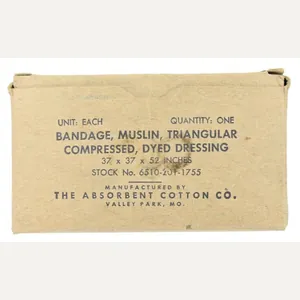 UNIT: EACH QUANTITY: ONE
BANDAGE, MUSLIN, TRIANGULAR
COMPRESSED, DYED DRESSING
37 x 37 x 52 INCHES
STOCK No. 6510-201-1755
MANUFACTURED BY
THE ABSORBENT COTTON CO.
VALLEY PARK, MO.